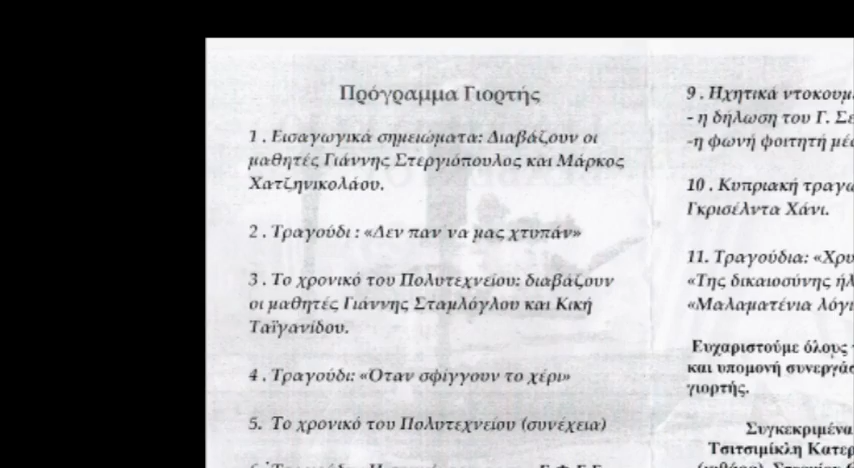 Πρόγραμμα Γιορτής
1 . Εισαγωγικά σημειώματα: Διαβάζουν οι
μαθητές Γιάννης Στεργιόπουλος και Μάρκος
Χατζηνικολάου.
2 . Τραγούδι : «Δεν παν να μας χτυπάν»
3 . Το χρονικό του Πολυτεχνείου: διαβάζουν
οι μαθητές Γιάννης Σταμλόγλου και Κική
Ταϊγανίδου.
4 . Τραγούδι: «Όταν σφίγγουν το χέρι»
5. Το χρονικό του Πολυτεχνείου (συνέχεια)
9 . Ηχητικά
- η δήλωση του Γ.
-η φωνή φοιτητή
10 . Κυπριακή
Γκρισέλντα Χάνι.
11. Τραγούδια:
«Της δικαιοσύνης
«Μαλαματένια
Ευχαριστούμε όλους
και υπομονή
γιορτής.
Συγκεκριμένα
Τσιτσιμίκλη